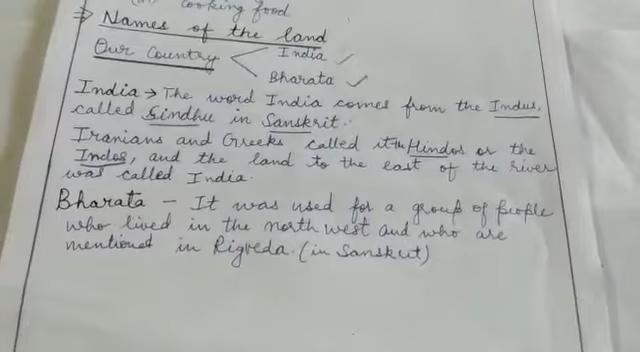 cooking food
⇒ Names of the land
Our Country < India ✓
Bharata ✓
India → The word India comes from the Indus,
called Sindhu in Sanskrit.
Iranians and Greeks called it the Hindos or the
Indos, and the land to the east of the river
was called India.
Bharata - It was used for a group of people
who lived in the north west and who are
mentioned in Rigveda. (in Sanskrit)